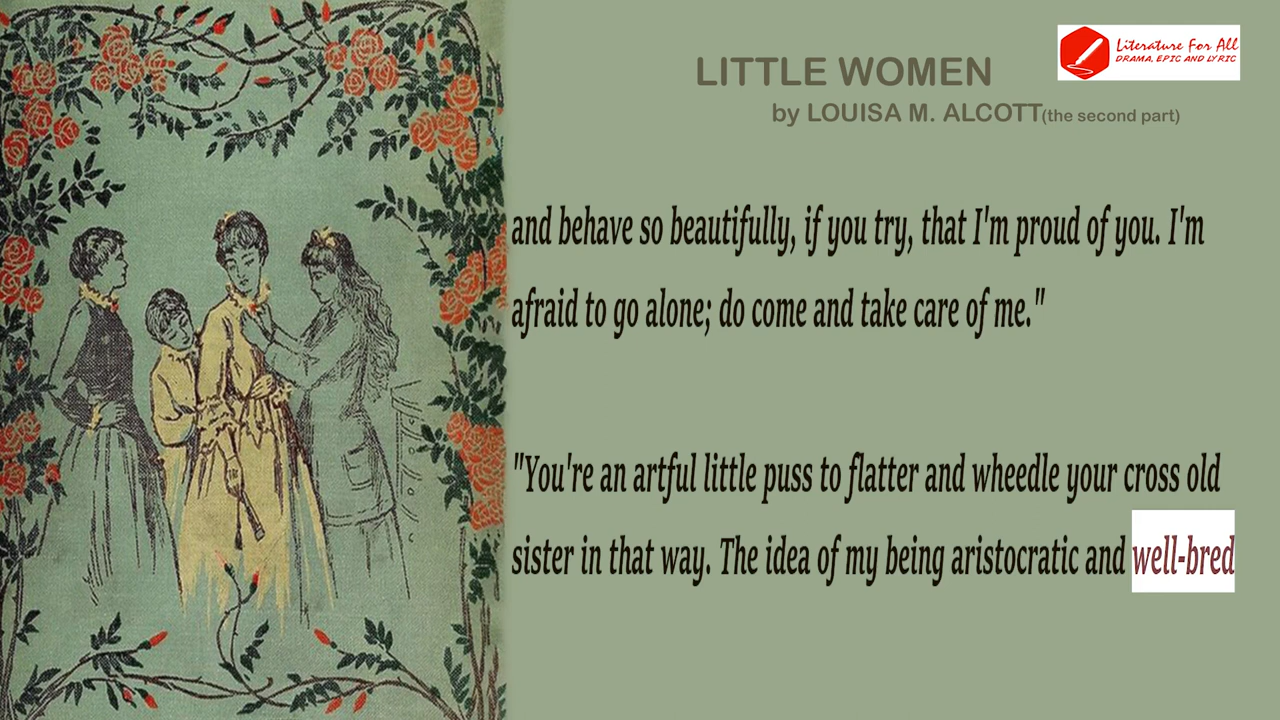 LITTLE WOMEN
by LOUISA M. ALCOTT(the second part)
Literature For All
DRAMA, EPIC AND LYRIC
and behave so beautifully, if you try, that I'm proud of you. I'm
afraid to go alone; do come and take care of me."
"You're an artful little puss to flatter and wheedle your cross old
sister in that way. The idea of my being aristocratic and well-bred